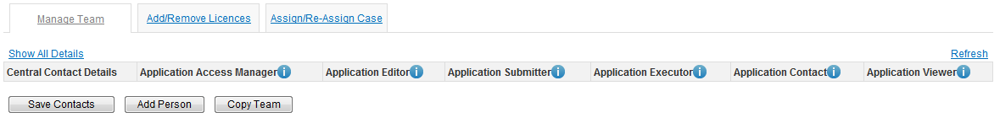 Manage Team Add/Remove Licences Assign/Re-Assign Case
Show All Details Refresh
Central Contact Details Application Access Manager Application Editor Application Submitter Application Executor Application Contact Application Viewer
Save Contacts Add Person Copy Team